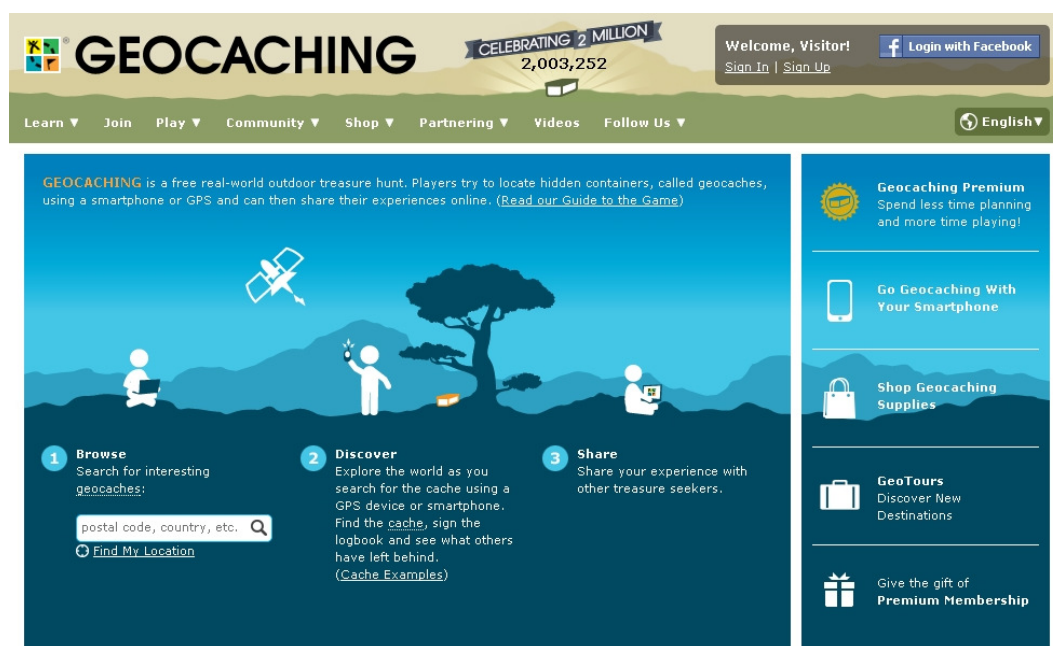 GEOCACHING
CELEBRATING 2 MILLION
2,003,252
Welcome, Visitor!
Sign In | Sign Up
f Login with Facebook
Learn ▼ Join Play ▼ Community ▼ Shop ▼ Partnering ▼ Videos Follow Us ▼
English▼
GEOCACHING is a free real-world outdoor treasure hunt. Players try to locate hidden containers, called geocaches,
using a smartphone or GPS and can then share their experiences online. (Read our Guide to the Game)
1 Browse
Search for interesting
geocaches:
postal code, country, etc.
Find My Location
2 Discover
Explore the world as you
search for the cache using a
GPS device or smartphone.
Find the cache, sign the
logbook and see what others
have left behind.
(Cache Examples)
3 Share
Share your experience with
other treasure seekers.
Geocaching Premium
Spend less time planning
and more time playing!
Go Geocaching With
Your Smartphone
Shop Geocaching
Supplies
GeoTours
Discover New
Destinations
Give the gift of
Premium Membership